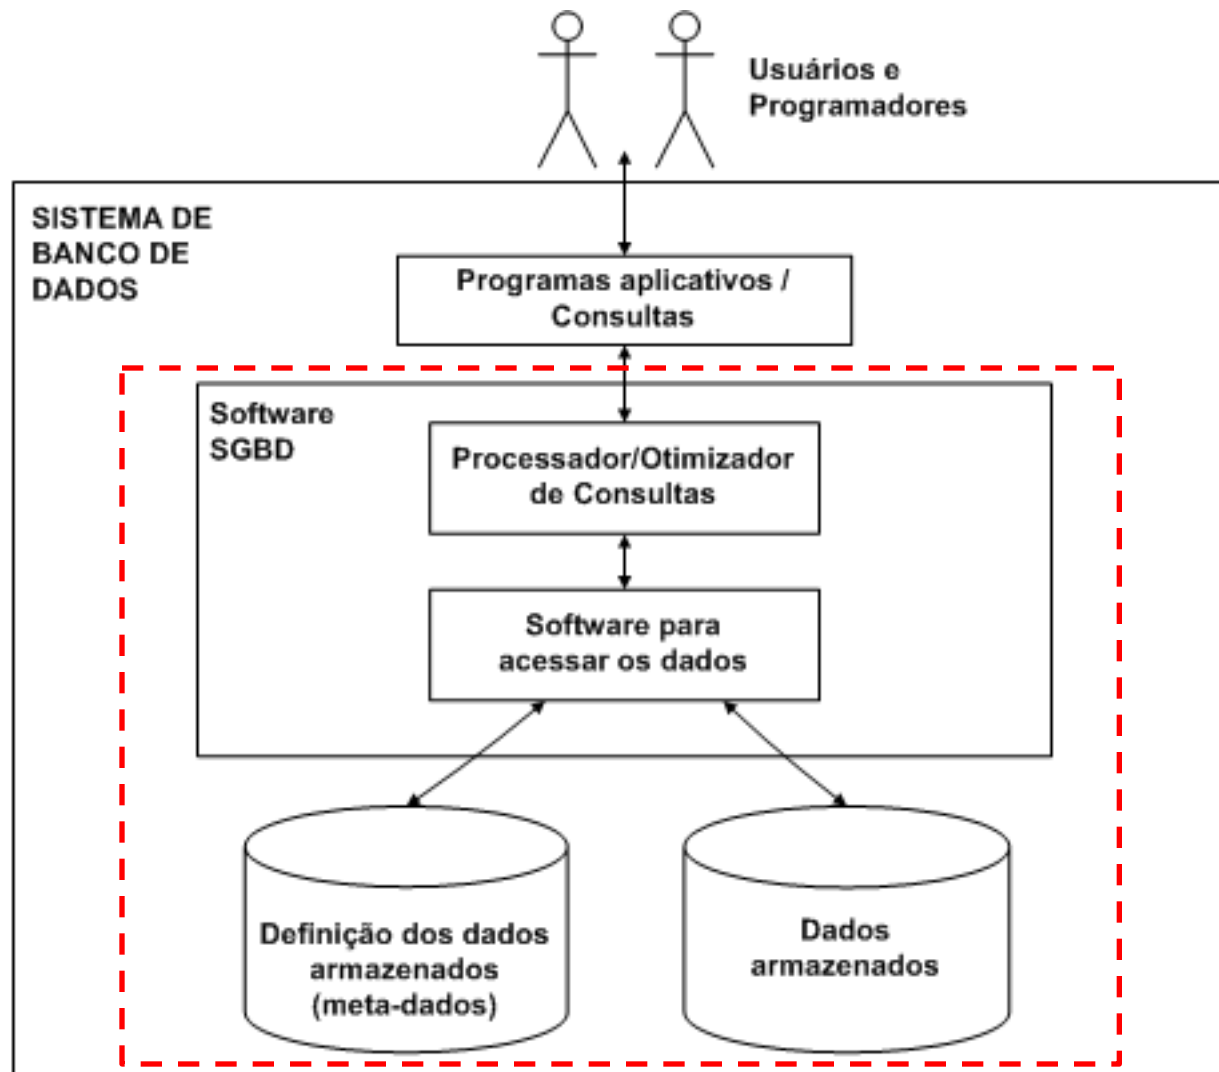 Usuários e
Programadores
SISTEMA DE
BANCO DE
DADOS
Programas aplicativos /
Consultas
Software
SGBD
Processador/Otimizador
de Consultas
Software para
acessar os dados
Definição dos dados
armazenados
(meta-dados)
Dados
armazenados